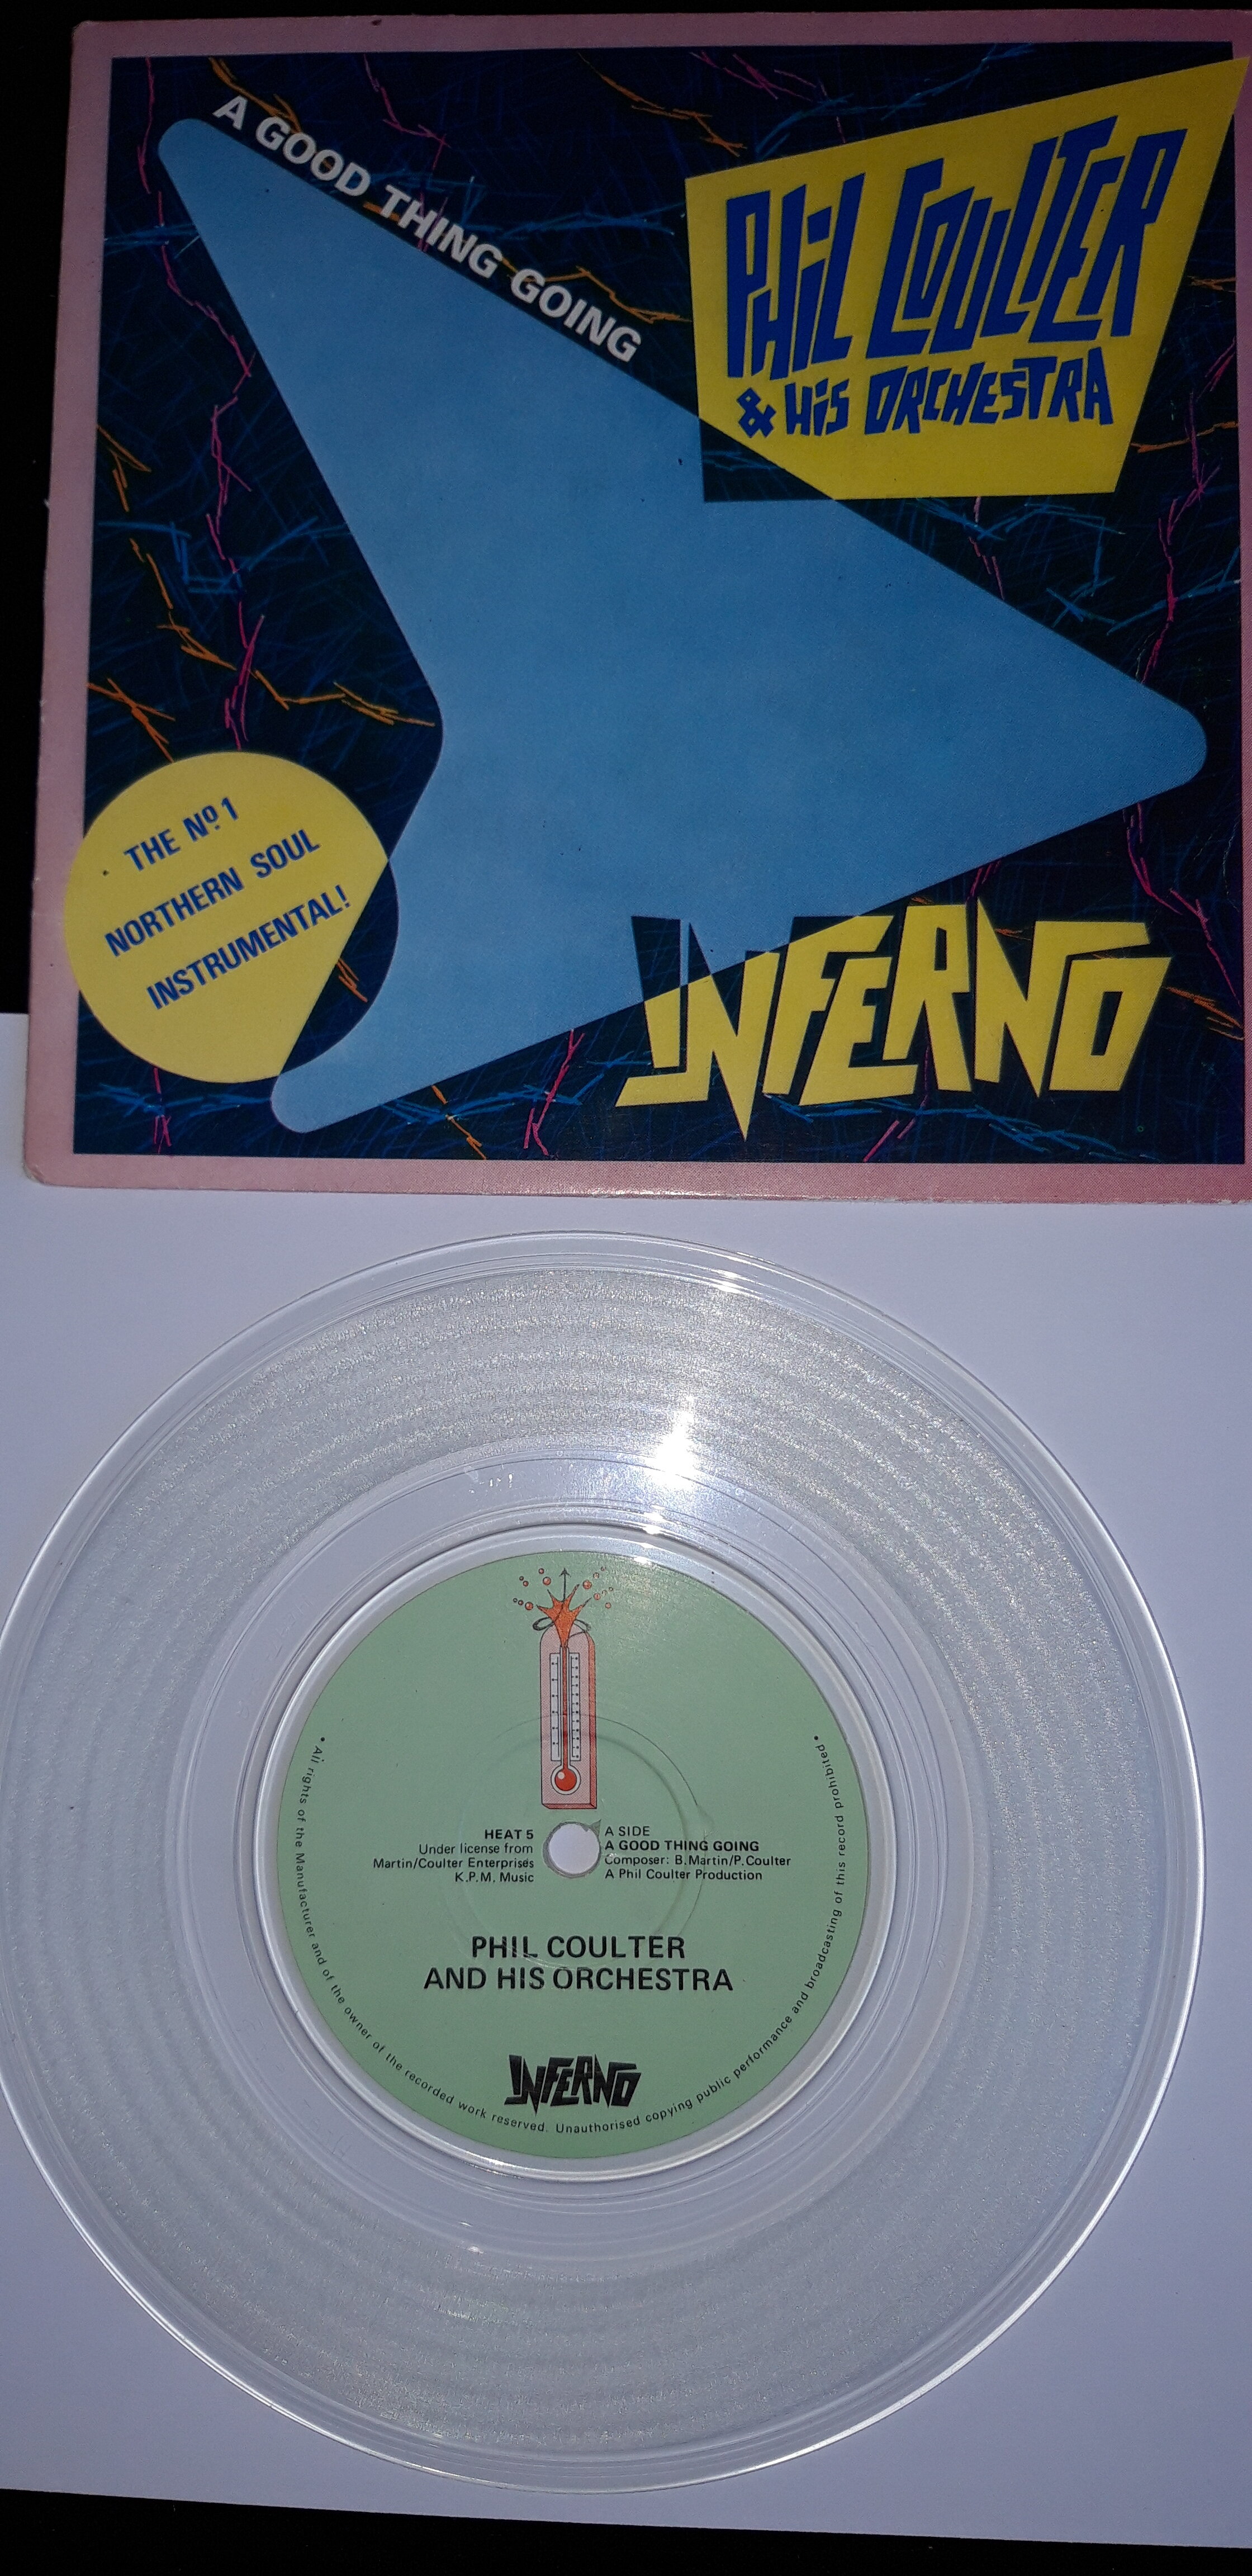 A GOOD THING GOING
PHIL COULTER
& HIS ORCHESTRA
THE Nº 1
NORTHERN SOUL
INSTRUMENTAL!
INFERNO
HEAT 5
Under license from
Martin/Coulter Enterprises
K.P.M. Music
A SIDE
A GOOD THING GOING
Composer: B.Martin/P.Coulter
A Phil Coulter Production
PHIL COULTER
AND HIS ORCHESTRA
INFERNO
• All rights of the Manufacturer and of the owner of the recorded work reserved. Unauthorised copying public performance and broadcasting of this record prohibited •